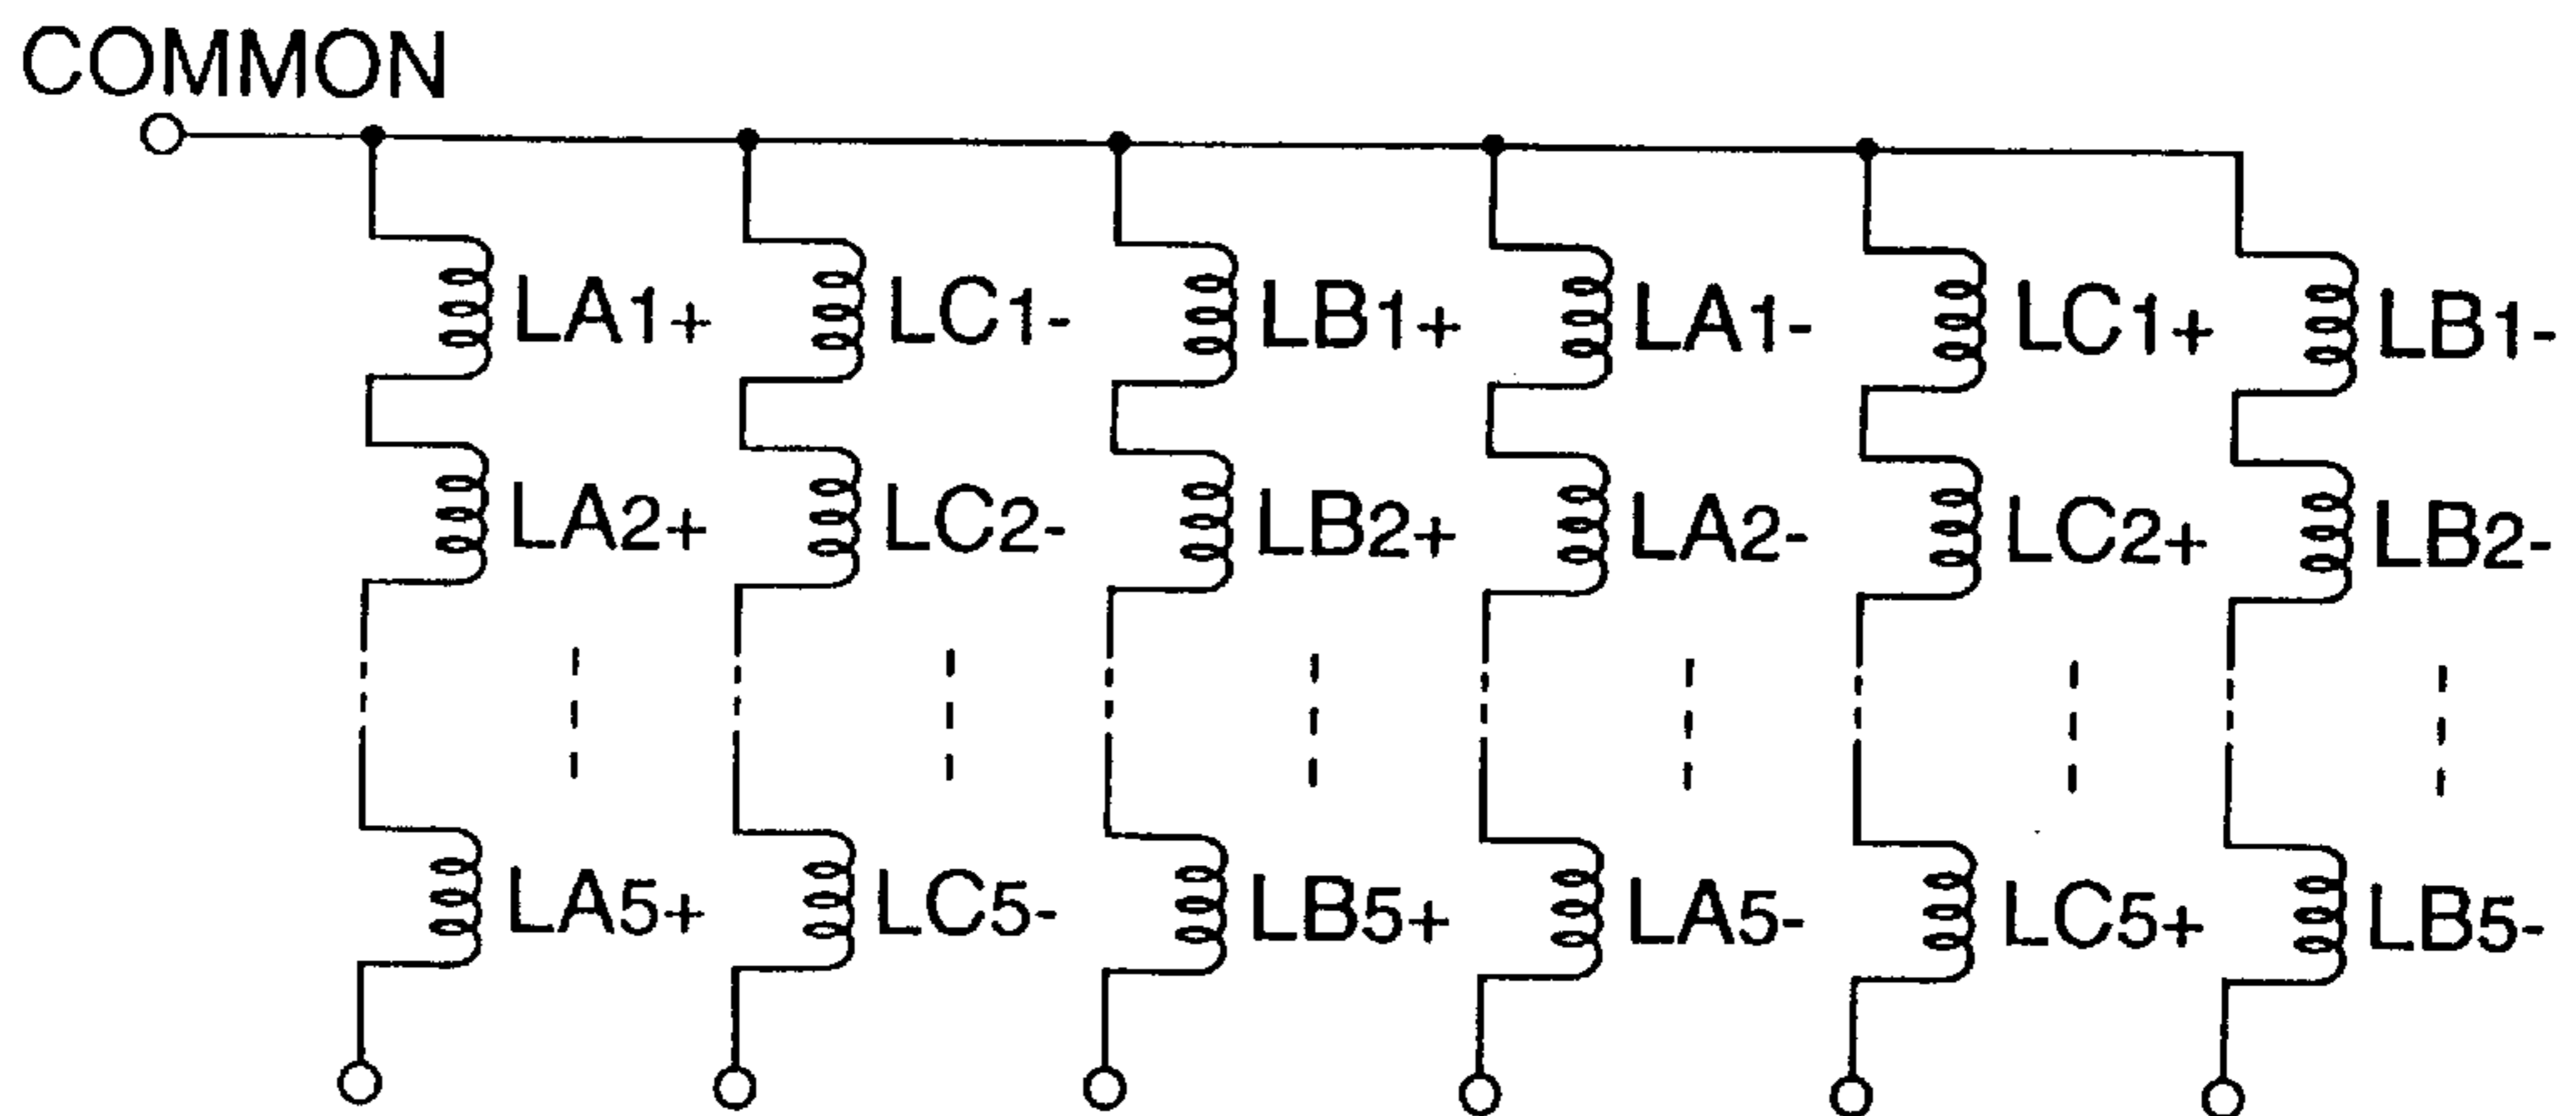 COMMON
LA1+ LC1- LB1+ LA1- LC1+ LB1-
LA2+ LC2- LB2+ LA2- LC2+ LB2-
LA5+ LC5- LB5+ LA5- LC5+ LB5-